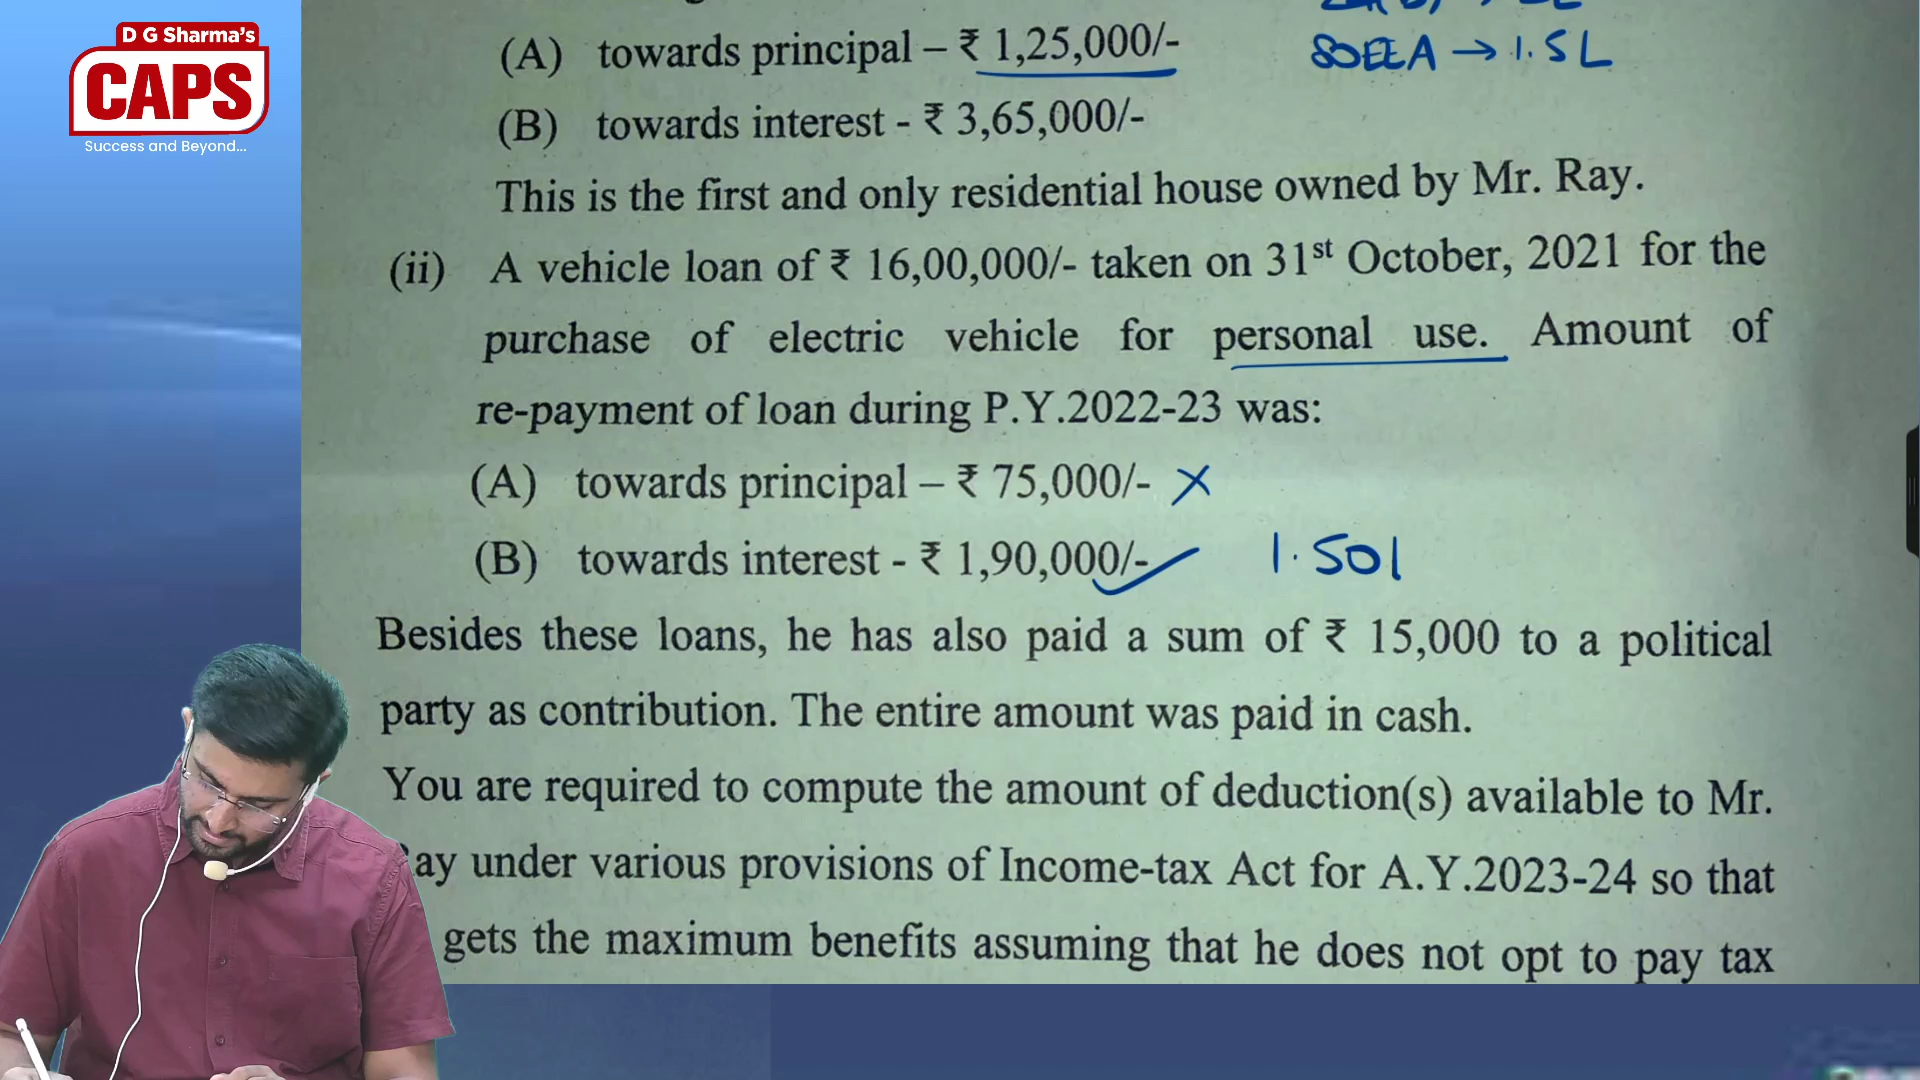 D G Sharma's
CAPS
Success and Beyond...
(A) towards principal – ₹ 1,25,000/-
80EEA → 1.5 L
(B) towards interest - ₹ 3,65,000/-
This is the first and only residential house owned by Mr. Ray.
(ii) A vehicle loan of ₹ 16,00,000/- taken on 31st October, 2021 for the
purchase of electric vehicle for personal use. Amount of
re-payment of loan during P.Y.2022-23 was:
(A) towards principal – ₹ 75,000/- X
(B) towards interest - ₹ 1,90,000/- ✓ 1.50l
Besides these loans, he has also paid a sum of ₹ 15,000 to a political
party as contribution. The entire amount was paid in cash.
You are required to compute the amount of deduction(s) available to Mr.
ay under various provisions of Income-tax Act for A.Y.2023-24 so that
gets the maximum benefits assuming that he does not opt to pay tax